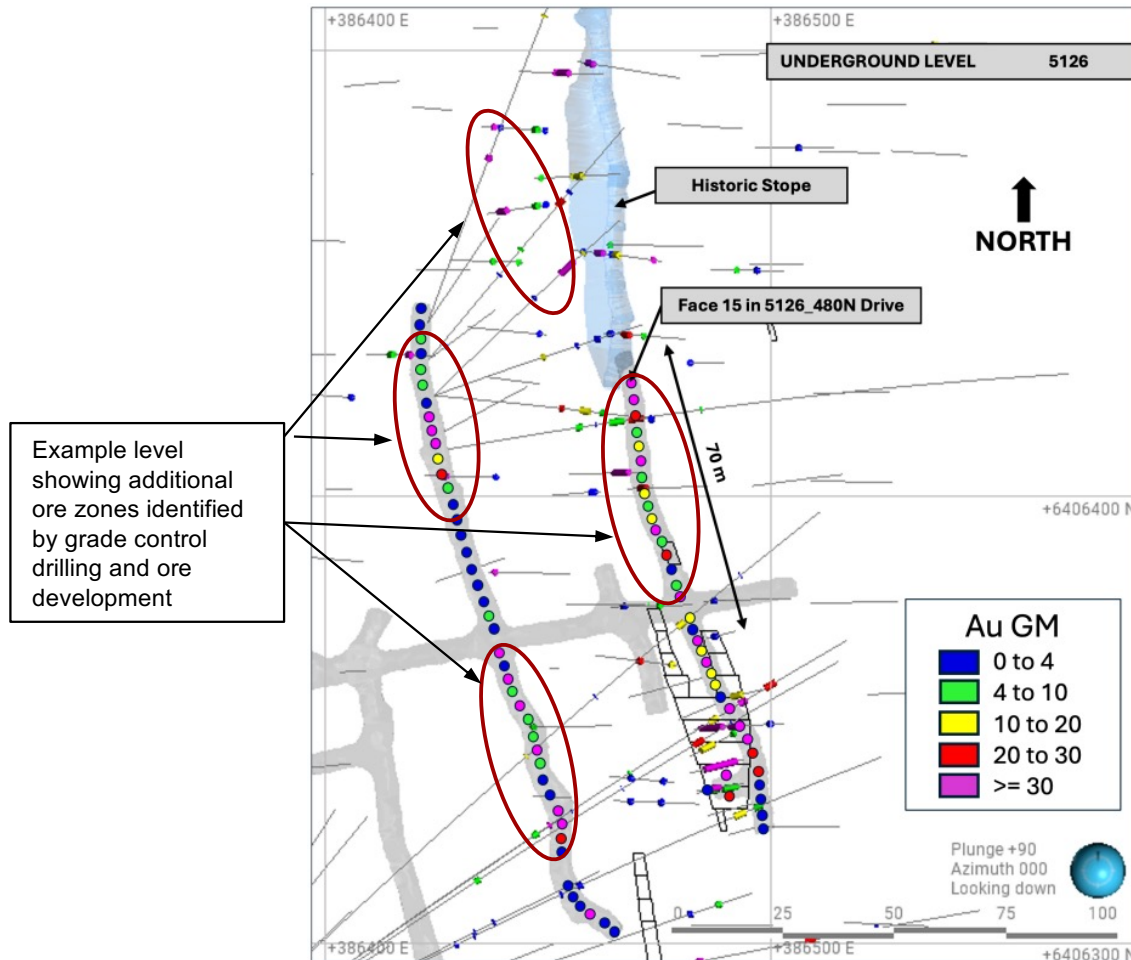 +386400 E
+386500 E
UNDERGROUND LEVEL 5126
Historic Stope
NORTH
Face 15 in 5126_480N Drive
70 m
Example level
showing additional
ore zones identified
by grade control
drilling and ore
development
+6406400 N
Au GM
0 to 4
4 to 10
10 to 20
20 to 30
>= 30
Plunge +90
Azimuth 000
Looking down
0 25 50 75 100
+386400 E
+386500 E
+6406300 N